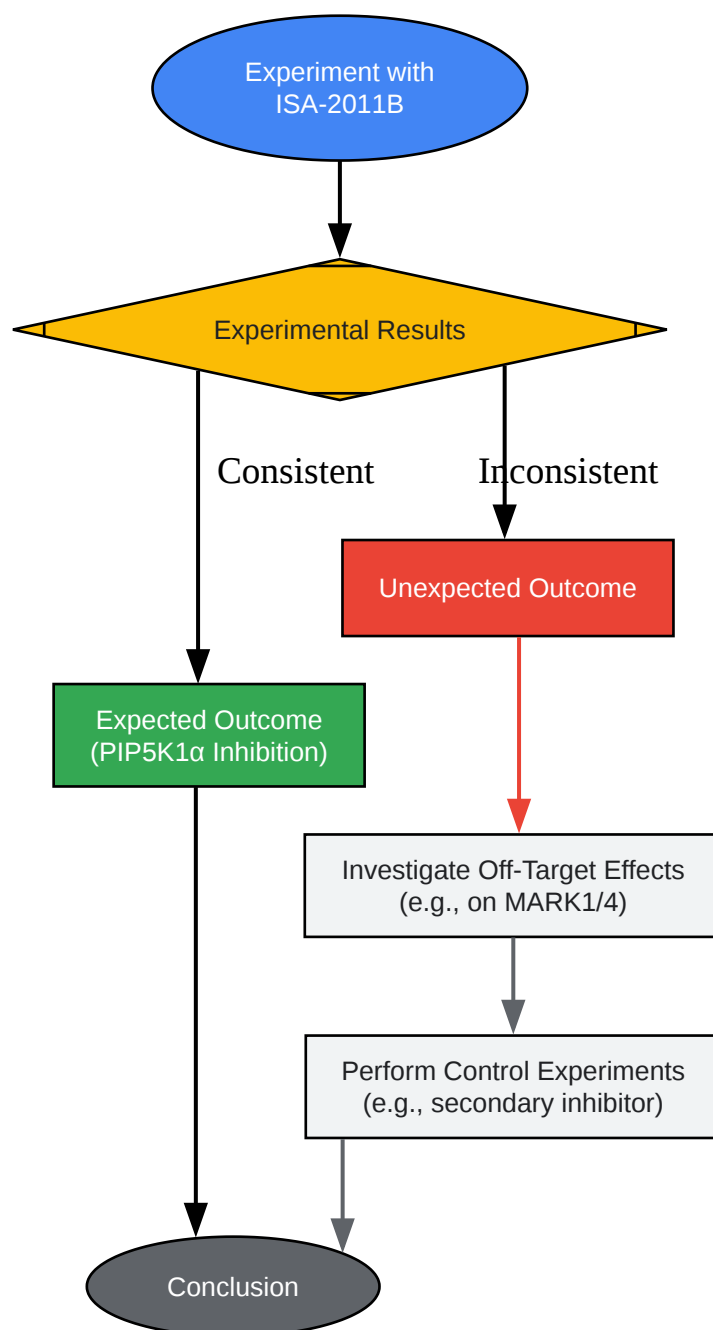 Experiment with
ISA-2011B
Experimental Results
Consistent
Inconsistent
Unexpected Outcome
Expected Outcome
(PIP5K1α Inhibition)
Investigate Off-Target Effects
(e.g., on MARK1/4)
Perform Control Experiments
(e.g., secondary inhibitor)
Conclusion